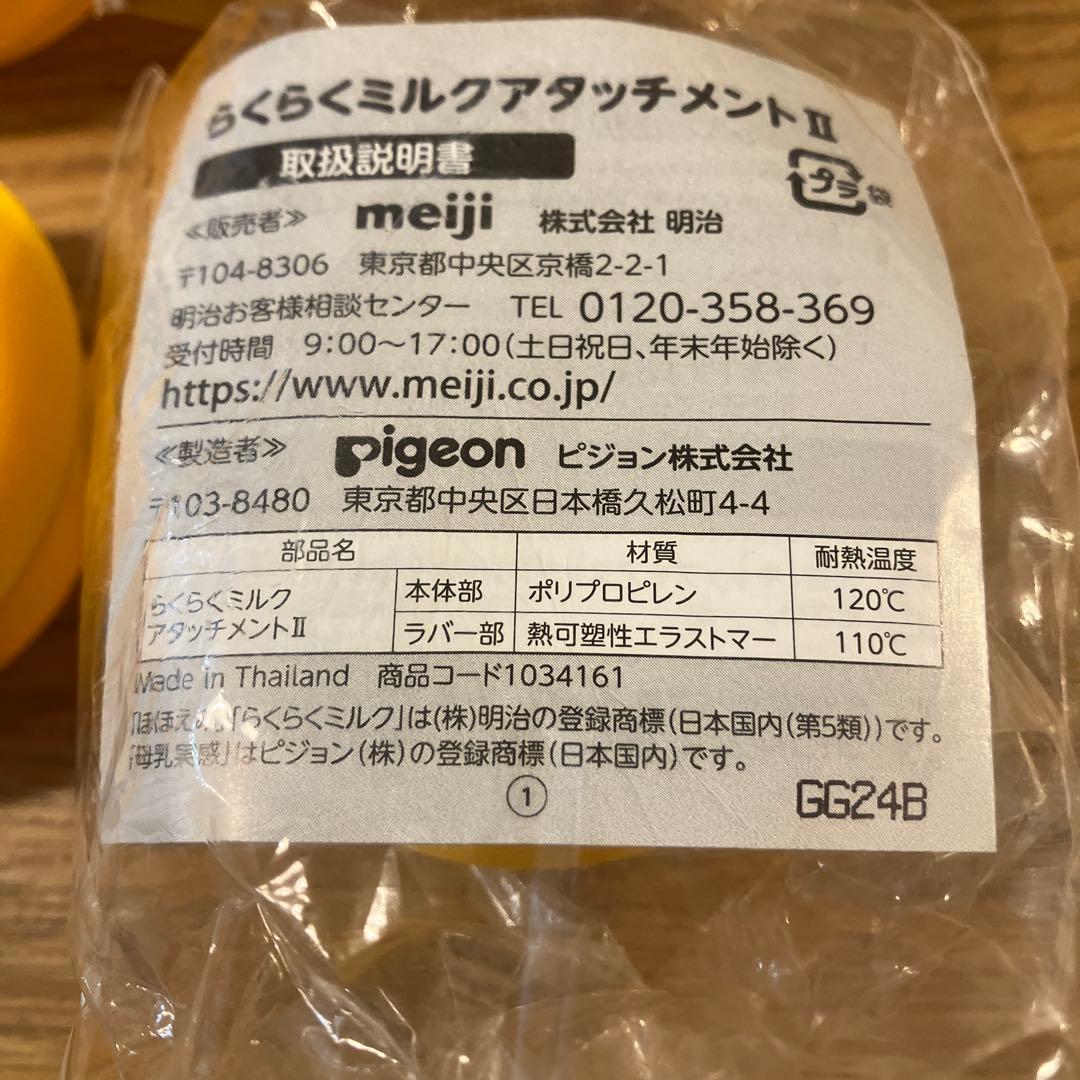 らくらくミルクアタッチメントⅡ
取扱説明書
プラ 袋
≪販売者≫ meiji 株式会社 明治
〒104-8306 東京都中央区京橋2-2-1
明治お客様相談センター TEL 0120-358-369
受付時間 9:00～17:00(土日祝日、年末年始除く)
https://www.meiji.co.jp/
≪製造者≫ pigeon ピジョン株式会社
〒103-8480 東京都中央区日本橋久松町4-4
部品名 材質 耐熱温度
らくらくミルク
アタッチメントⅡ
本体部 ポリプロピレン 120℃
ラバー部 熱可塑性エラストマー 110℃
Made in Thailand 商品コード1034161
「ほほえみ」「らくらくミルク」は(株)明治の登録商標(日本国内(第5類))です。
「母乳実感」はピジョン(株)の登録商標(日本国内)です。
①
GG24B